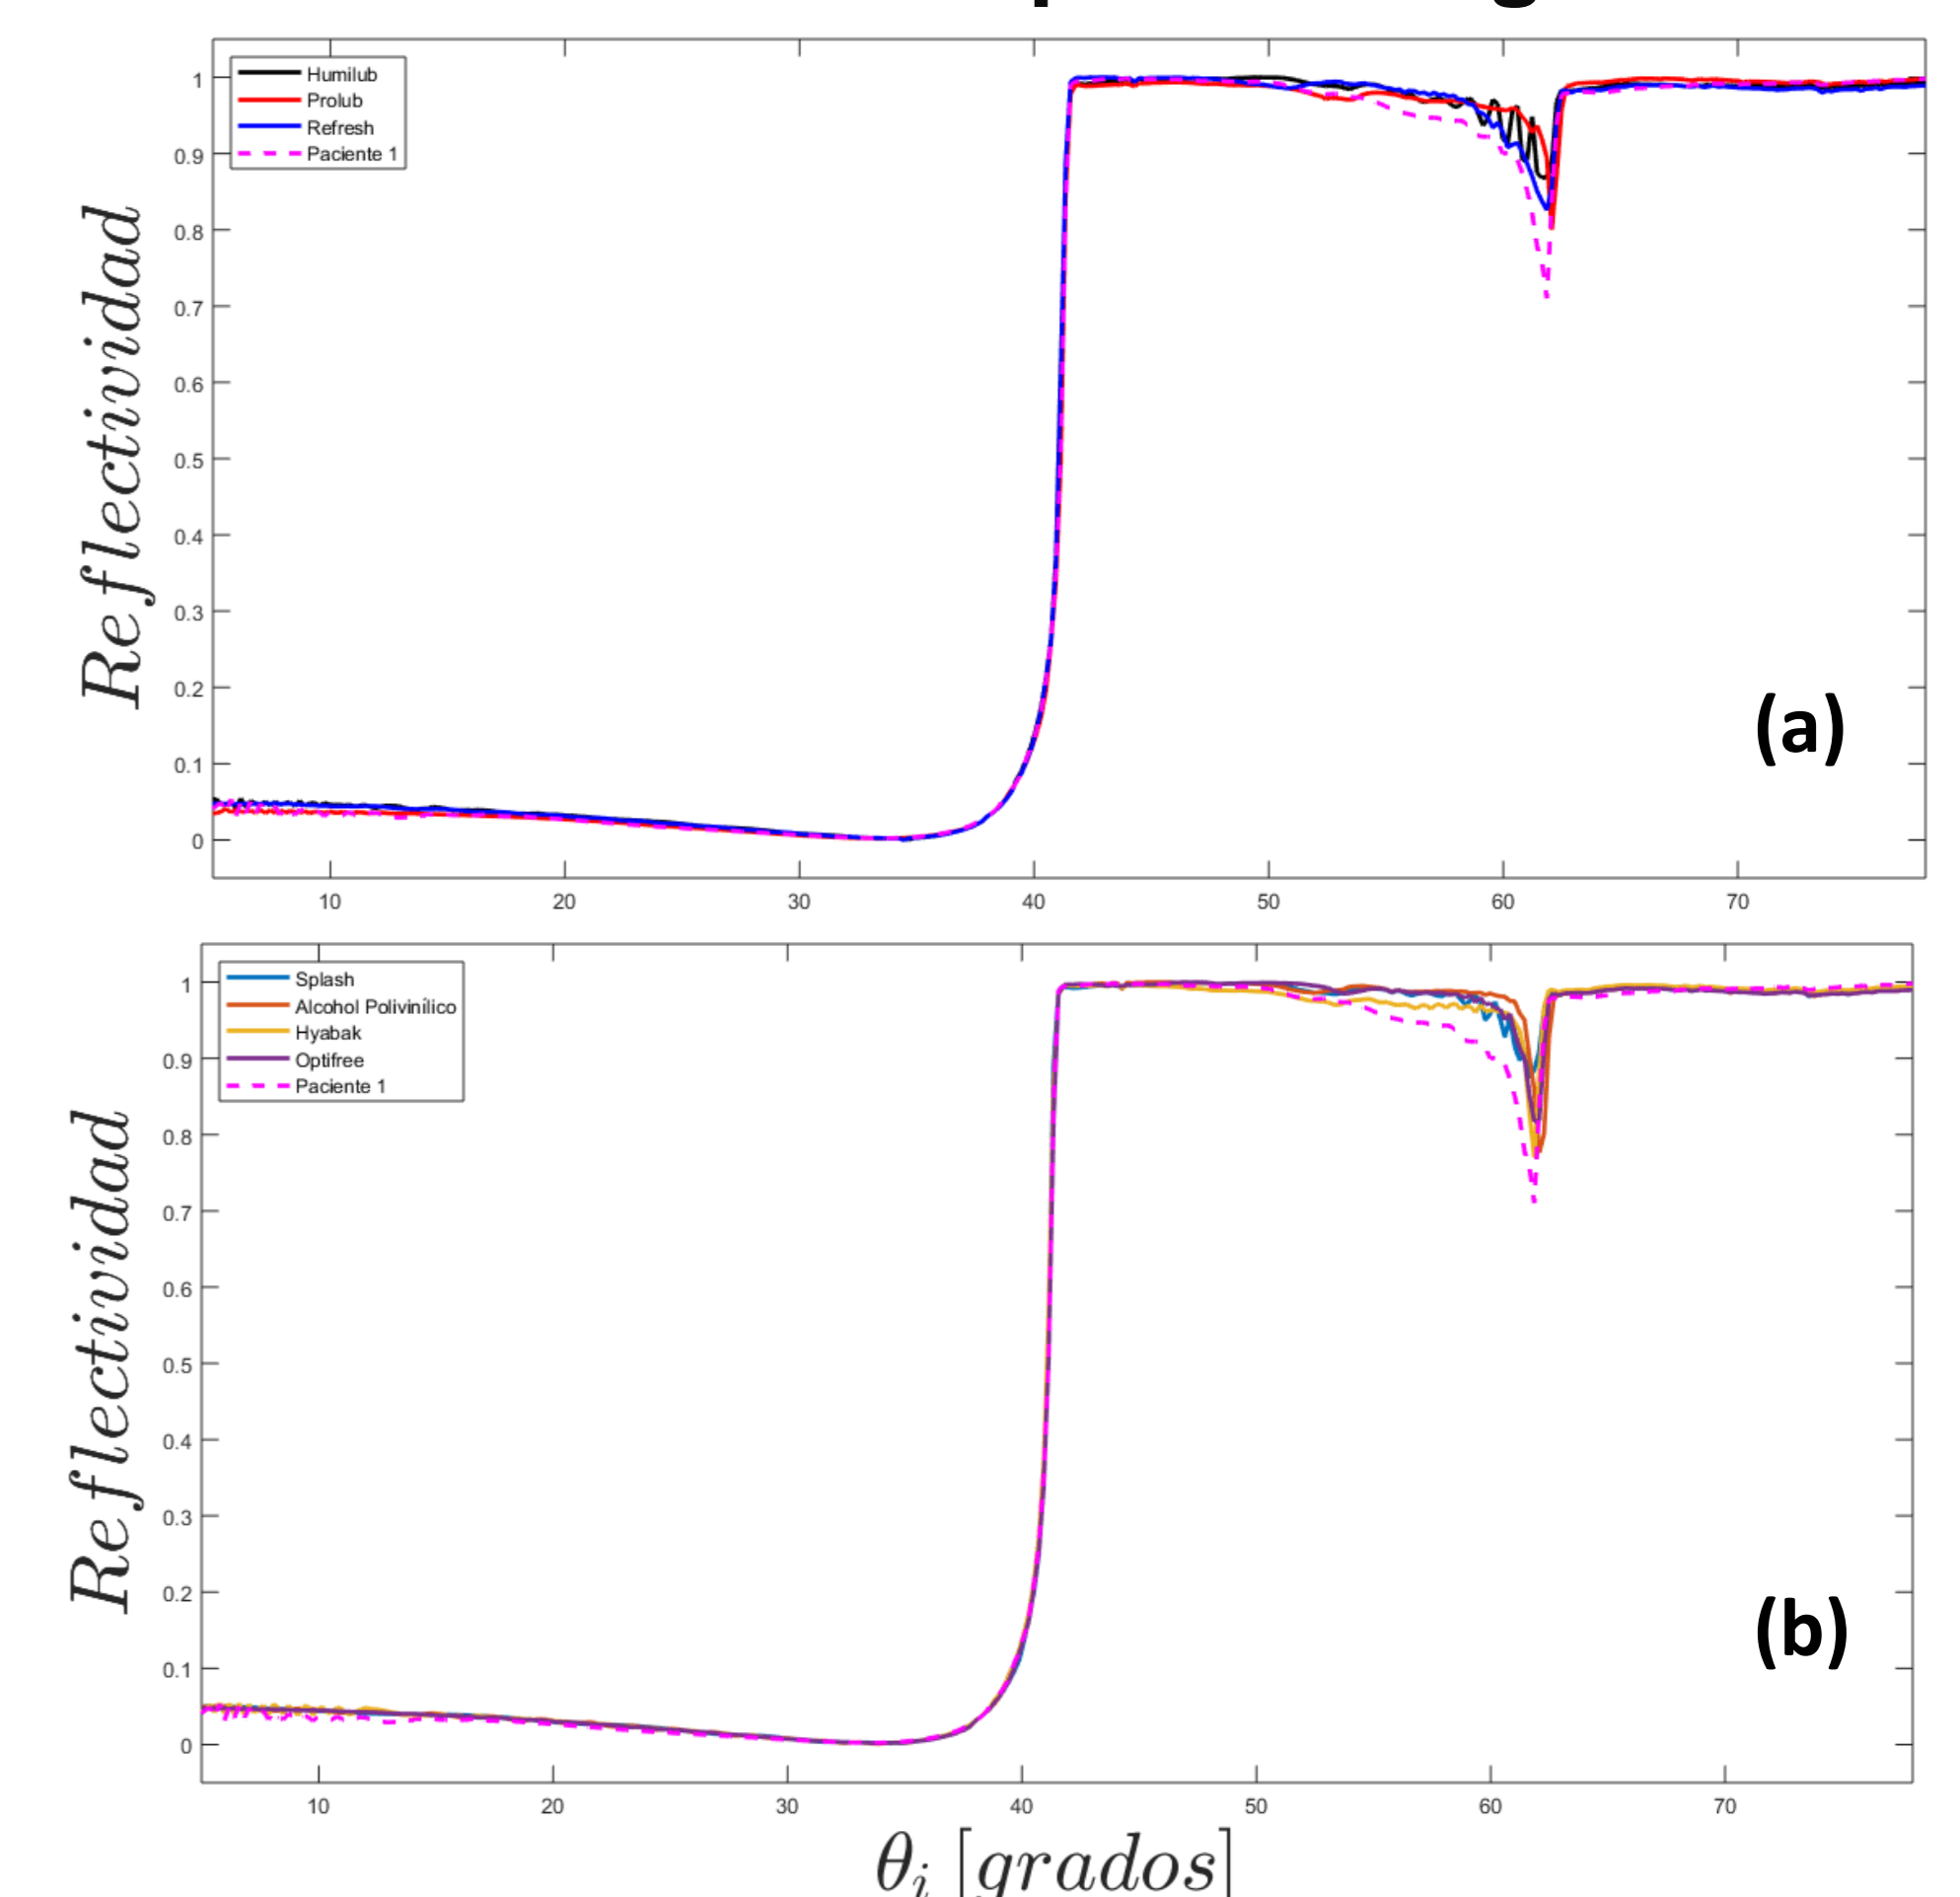 1
0.9
0.8
0.7
0.6
0.5
0.4
0.3
0.2
0.1
0
Humilub
Prolub
Refresh
Paciente 1
Reflectividad
(a)
10 20 30 40 50 60 70
1
0.9
0.8
0.7
0.6
0.5
0.4
0.3
0.2
0.1
0
Splash
Alcohol Polivinílico
Hyabak
Optifree
Paciente 1
Reflectividad
(b)
10 20 30 40 50 60 70
θi [grados]